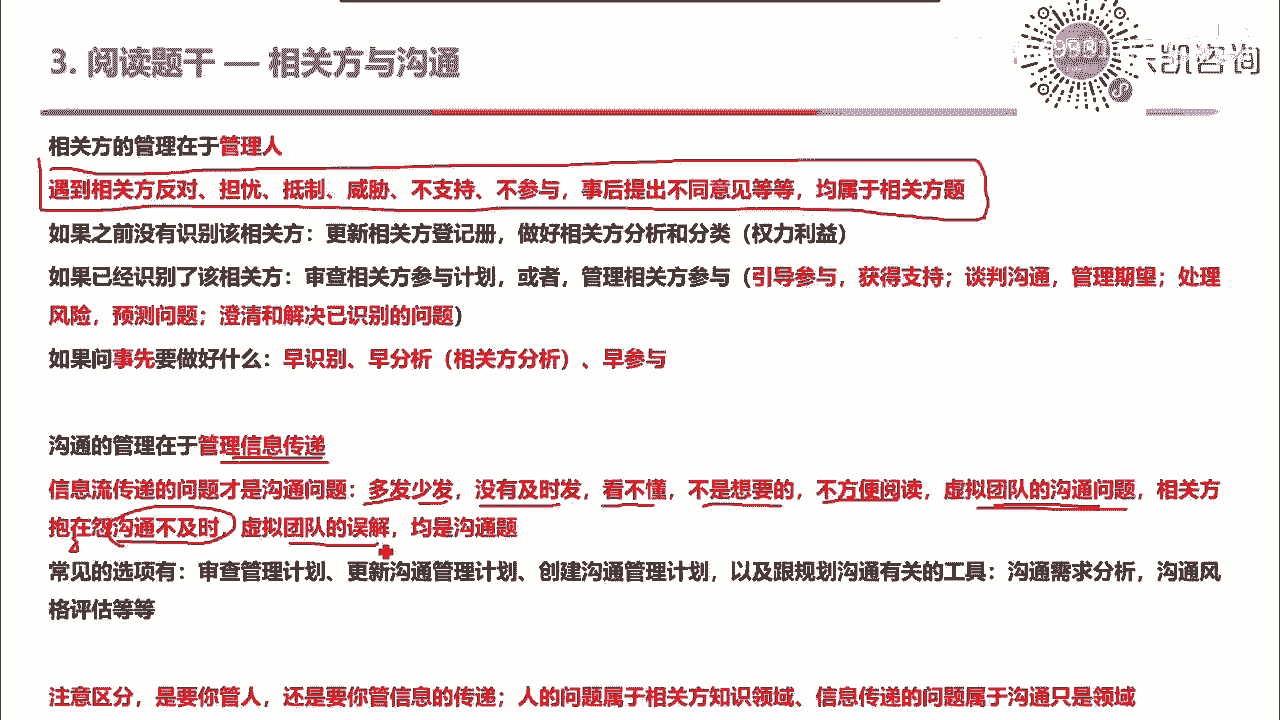 3. 阅读题干 — 相关方与沟通
凯咨询
相关方的管理在于管理人
遇到相关方反对、担忧、抵制、威胁、不支持、不参与，事后提出不同意见等等，均属于相关方题
如果之前没有识别该相关方：更新相关方登记册，做好相关方分析和分类（权力利益）
如果已经识别了该相关方：审查相关方参与计划，或者，管理相关方参与（引导参与，获得支持；谈判沟通，管理期望；处理
风险，预测问题；澄清和解决已识别的问题）
如果问事先要做好什么：早识别、早分析（相关方分析）、早参与
沟通的管理在于管理信息传递
信息流传递的问题才是沟通问题：多发少发，没有及时发，看不懂，不是想要的，不方便阅读，虚拟团队的沟通问题，相关方
抱在怨沟通不及时，虚拟团队的误解，均是沟通题
常见的选项有：审查管理计划、更新沟通管理计划、创建沟通管理计划，以及跟规划沟通有关的工具：沟通需求分析，沟通风
格评估等等
注意区分，是要你管人，还是要你管信息的传递；人的问题属于相关方知识领域、信息传递的问题属于沟通只是领域